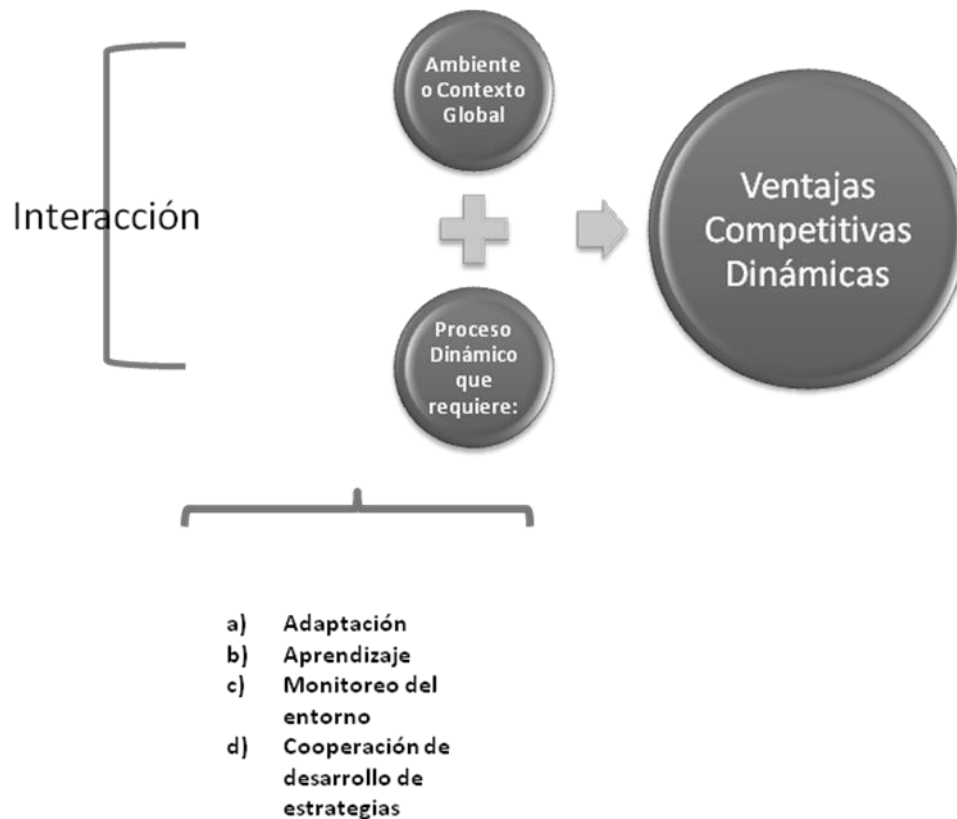 Ambiente
o Contexto
Global
Interacción
Ventajas
Competitivas
Dinámicas
Proceso
Dinámico
que
requiere:
a) Adaptación
b) Aprendizaje
c) Monitoreo del
entorno
d) Cooperación de
desarrollo de
estrategias